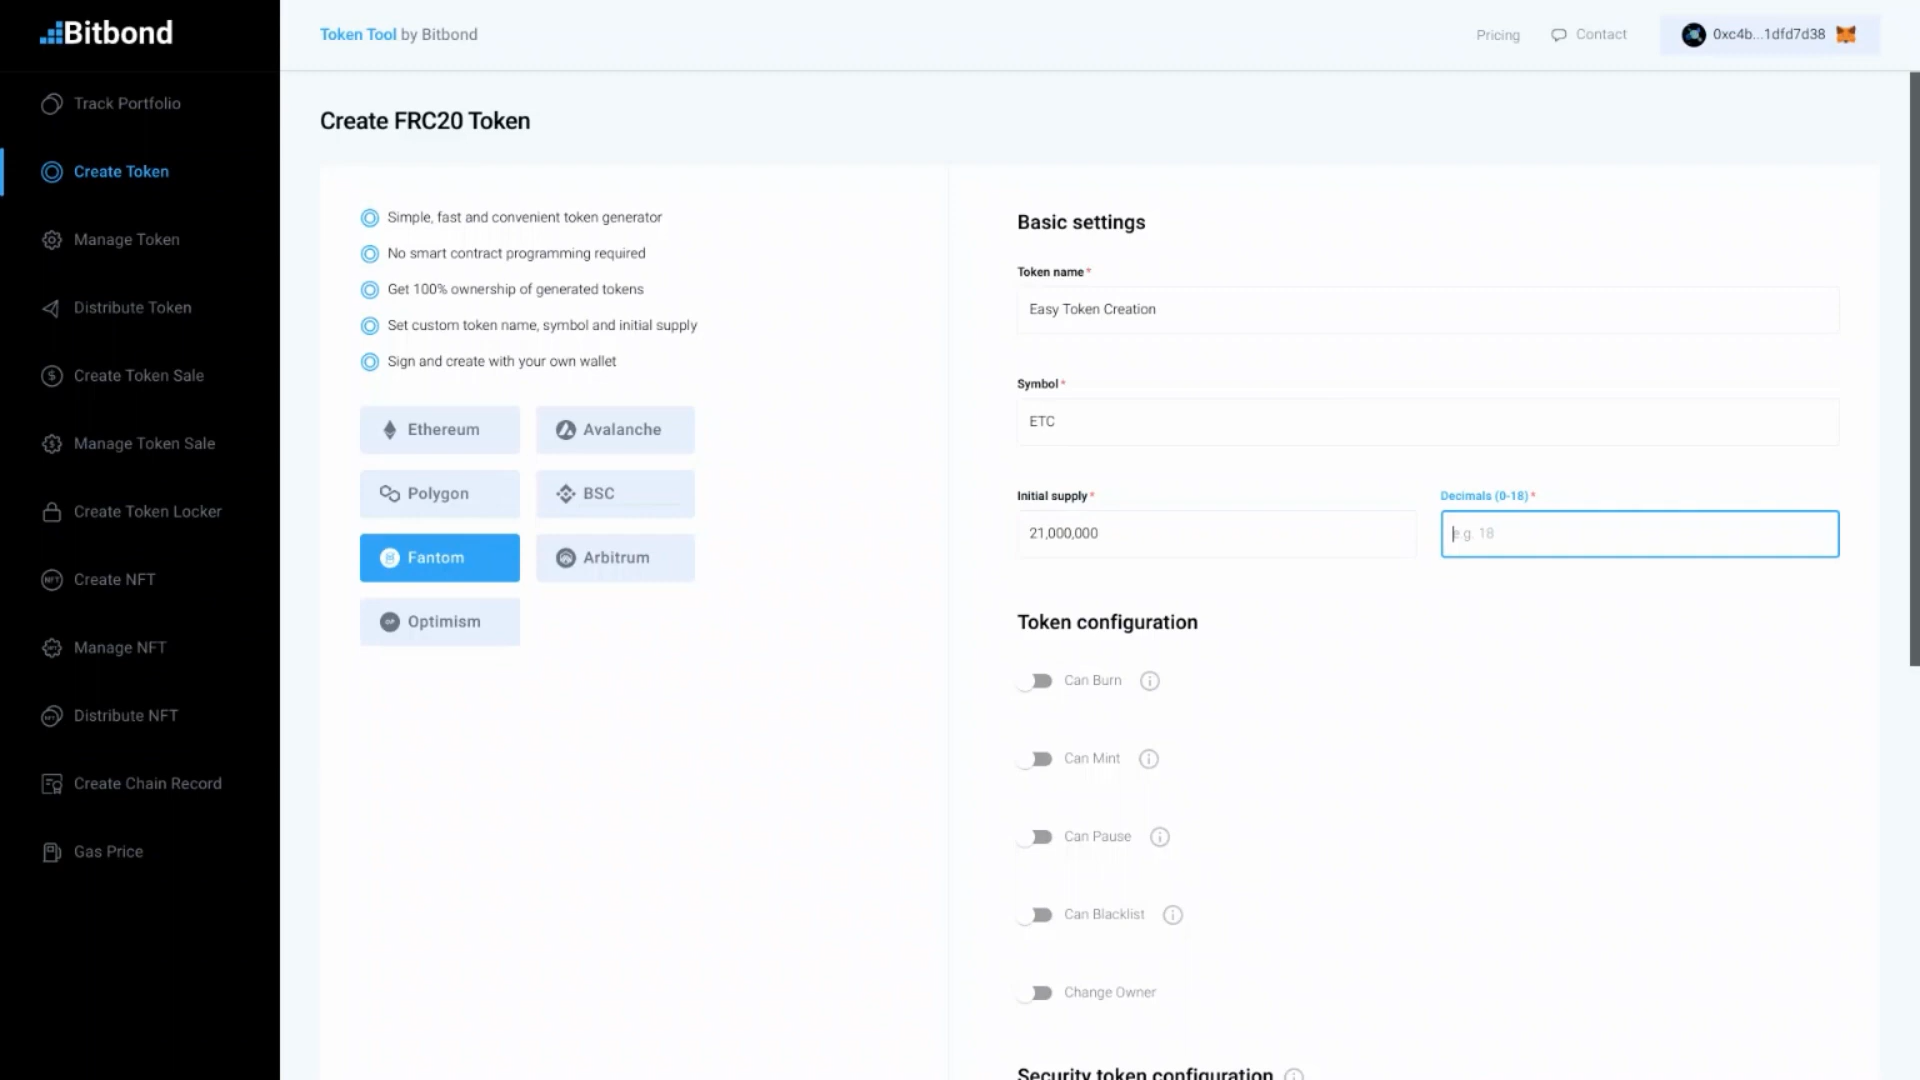 Bitbond
Track Portfolio
Create Token
Manage Token
Distribute Token
Create Token Sale
Manage Token Sale
Create Token Locker
Create NFT
Manage NFT
Distribute NFT
Create Chain Record
Gas Price
Token Tool by Bitbond
Pricing
Contact
0xc4b...1dfd7d38
Create FRC20 Token
Simple, fast and convenient token generator
No smart contract programming required
Get 100% ownership of generated tokens
Set custom token name, symbol and initial supply
Sign and create with your own wallet
Ethereum
Avalanche
Polygon
BSC
Fantom
Arbitrum
Optimism
Basic settings
Token name*
Easy Token Creation
Symbol*
ETC
Initial supply*
21,000,000
Decimals (0-18)*
e.g. 18
Token configuration
Can Burn
Can Mint
Can Pause
Can Blacklist
Change Owner
Security token configuration